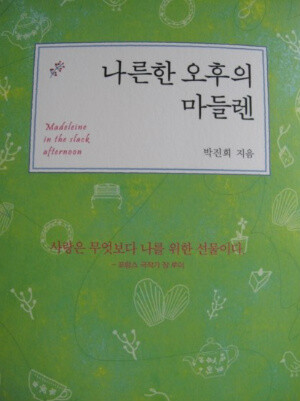 나른한 오후의
마들렌
Madeleine
in the slack
afternoon
박진희 지음
사랑은 무엇보다 나를 위한 선물이다